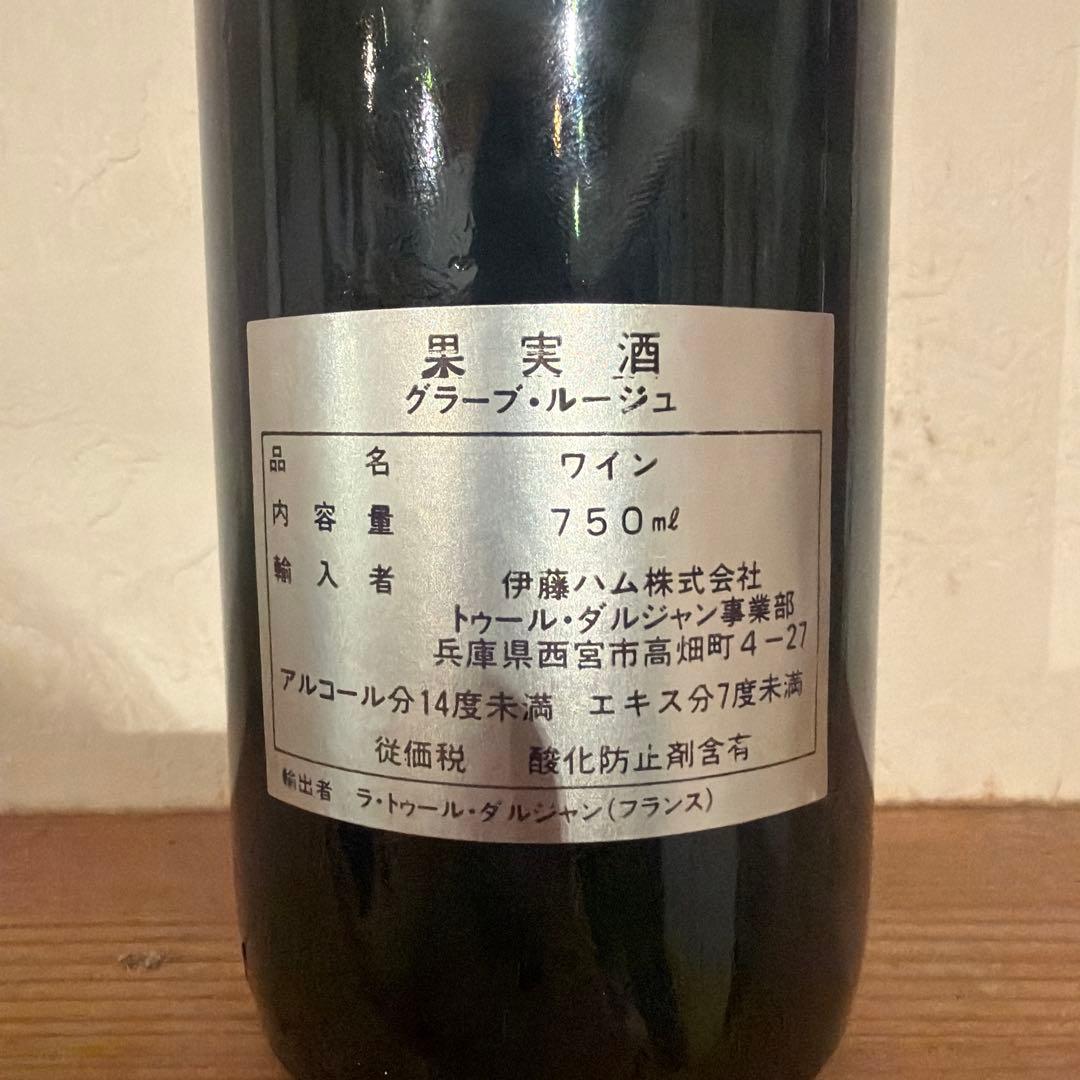 果実酒
グラーブ・ルージュ
品名 ワイン
内容量 750㎖
輸入者 伊藤ハム株式会社
トゥール・ダルジャン事業部
兵庫県西宮市高畑町4-27
アルコール分14度未満 エキス分7度未満
従価税 酸化防止剤含有
輸出者 ラ・トゥール・ダルジャン(フランス)